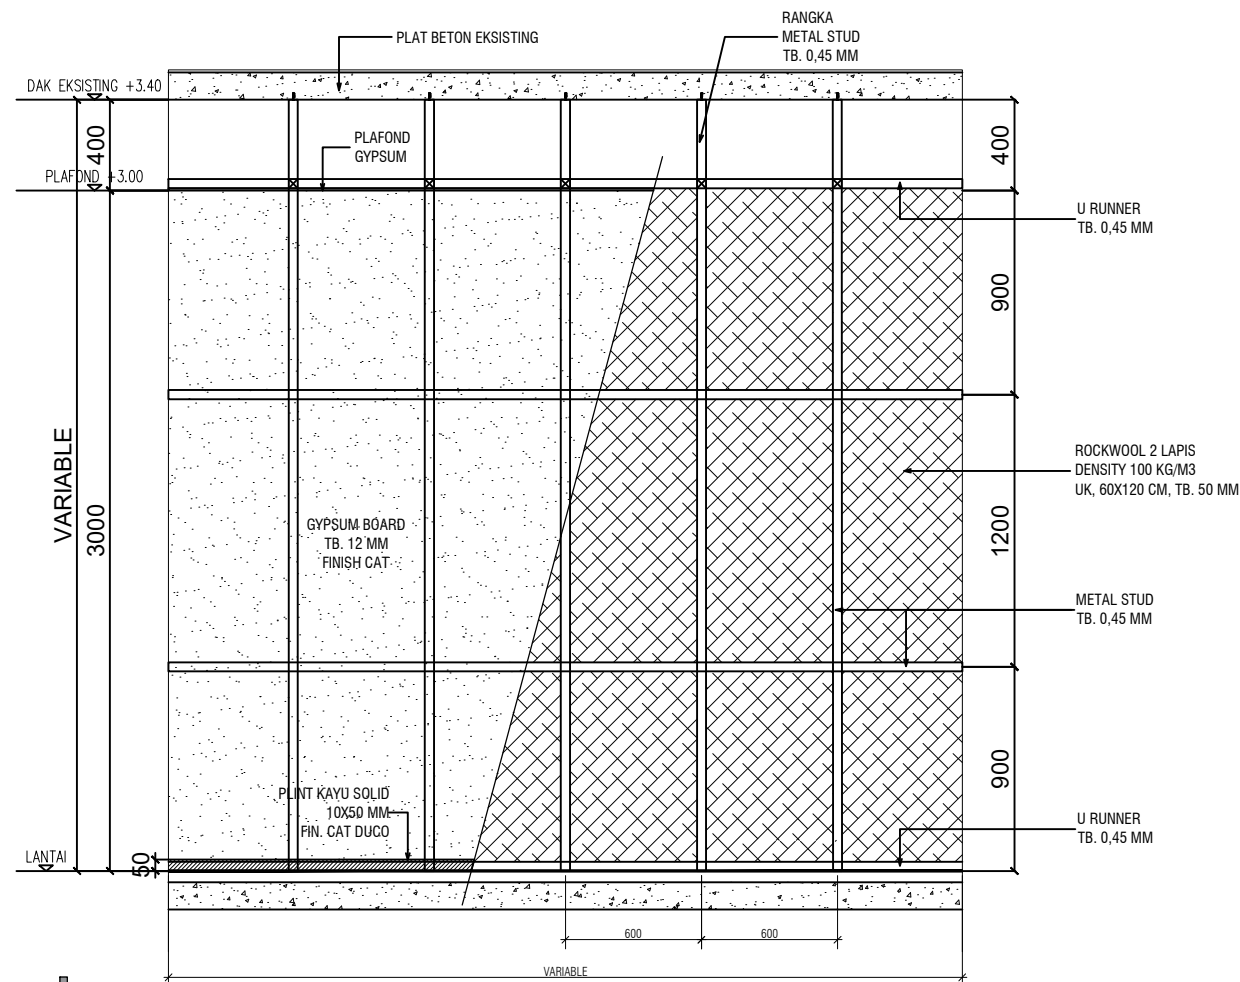 RANGKA
METAL STUD
TB. 0,45 MM
PLAT BETON EKSISTING
DAK EKSISTING +3.40
400
400
PLAFOND
GYPSUM
PLAFOND +3.00
U RUNNER
TB. 0,45 MM
900
VARIABLE
3000
ROCKWOOL 2 LAPIS
DENSITY 100 KG/M3
UK, 60X120 CM, TB. 50 MM
GYPSUM BOARD
TB. 12 MM
FINISH CAT
1200
METAL STUD
TB. 0,45 MM
900
PLINT KAYU SOLID
10X50 MM
FIN. CAT DUCO
U RUNNER
TB. 0,45 MM
LANTAI
50
600
600
VARIABLE